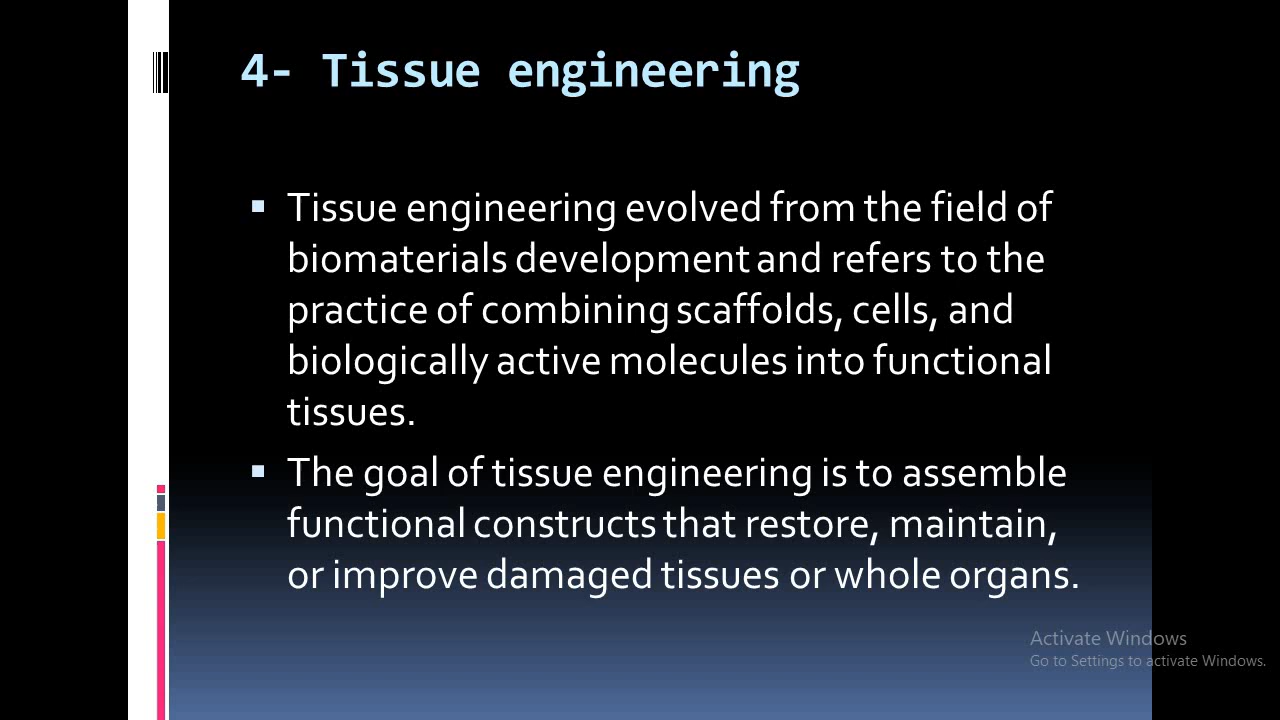 4- Tissue engineering
▪ Tissue engineering evolved from the field of
biomaterials development and refers to the
practice of combining scaffolds, cells, and
biologically active molecules into functional
tissues.
▪ The goal of tissue engineering is to assemble
functional constructs that restore, maintain,
or improve damaged tissues or whole organs.
Activate Windows
Go to Settings to activate Windows.